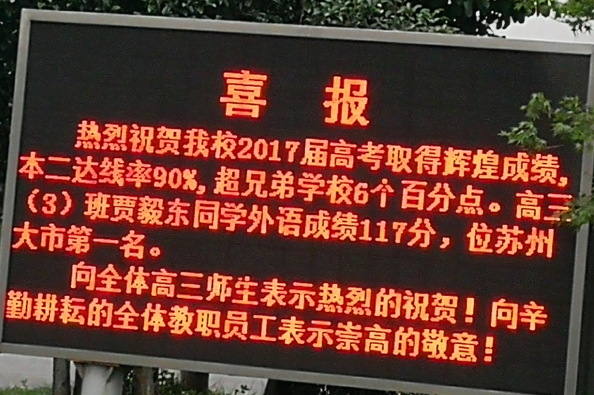 喜报
热烈祝贺我校2017届高考取得辉煌成绩,
本二达线率90%,超兄弟学校6个百分点。高三
（3）班贾毅东同学外语成绩117分，位苏州
大市第一名。
向全体高三师生表示热烈的祝贺！向辛
勤耕耘的全体教职员工表示崇高的敬意！